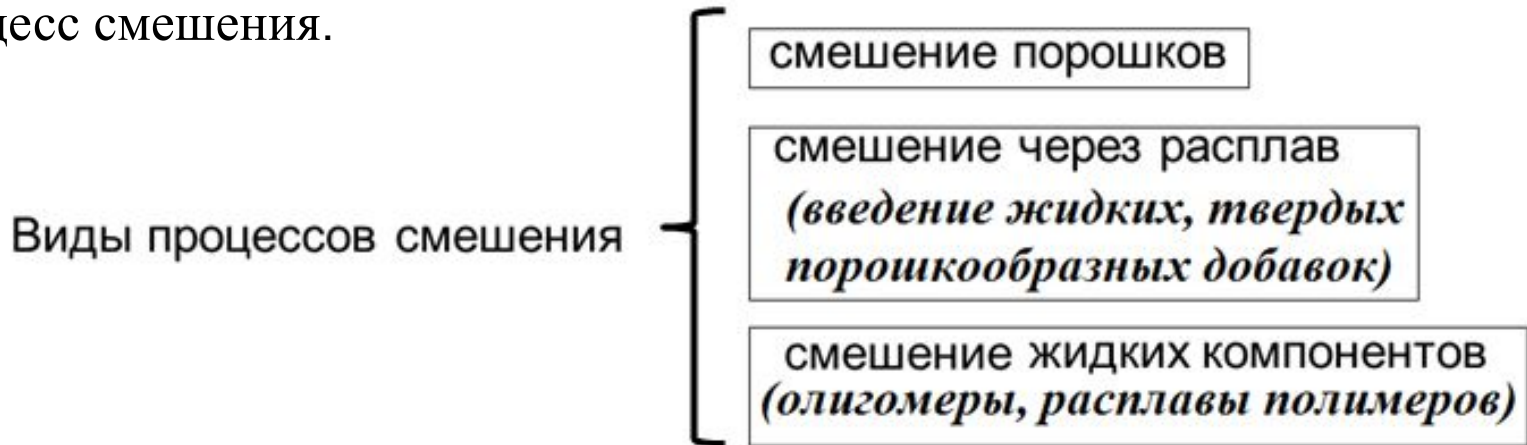 цесс смешения.
смешение порошков
смешение через расплав
(введение жидких, твердых
порошкообразных добавок)
Виды процессов смешения
смешение жидких компонентов
(олигомеры, расплавы полимеров)